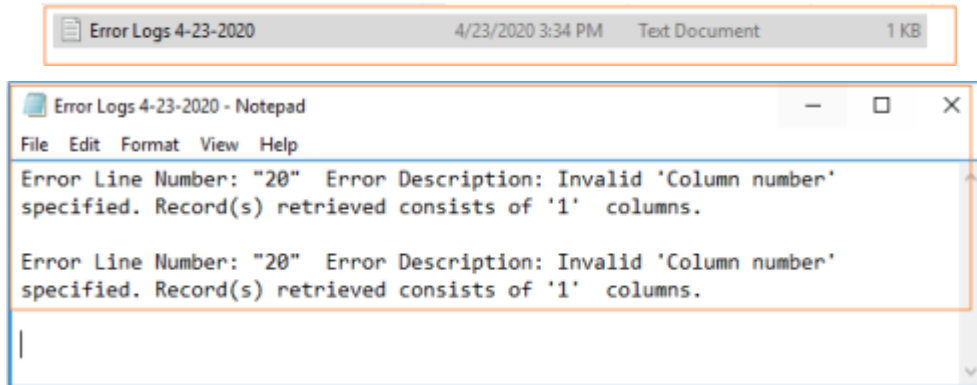 Error Logs 4-23-2020 4/23/2020 3:34 PM Text Document 1 KB
Error Logs 4-23-2020 - Notepad
File Edit Format View Help
Error Line Number: "20"  Error Description: Invalid 'Column number'
specified. Record(s) retrieved consists of '1'  columns.
Error Line Number: "20"  Error Description: Invalid 'Column number'
specified. Record(s) retrieved consists of '1'  columns.